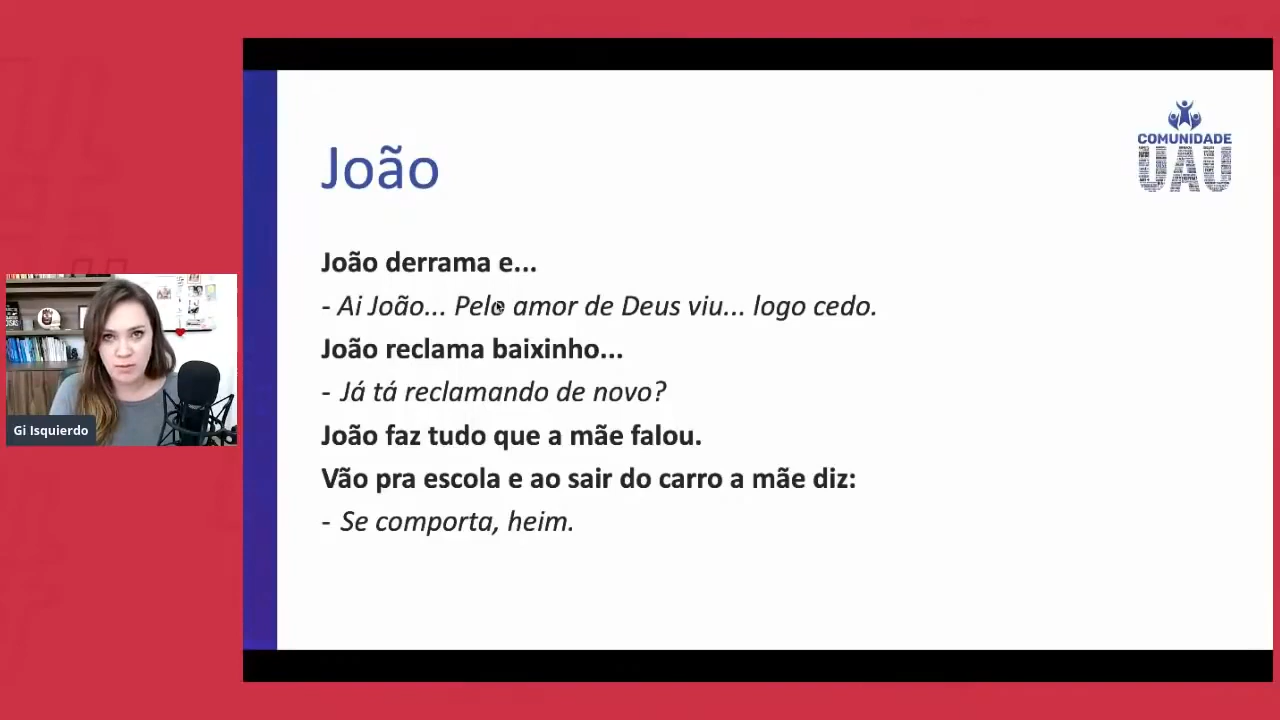 COMUNIDADE
UAU
João
João derrama e...
- Ai João... Pelo amor de Deus viu... logo cedo.
João reclama baixinho...
- Já tá reclamando de novo?
João faz tudo que a mãe falou.
Vão pra escola e ao sair do carro a mãe diz:
- Se comporta, heim.
Gi Isquierdo